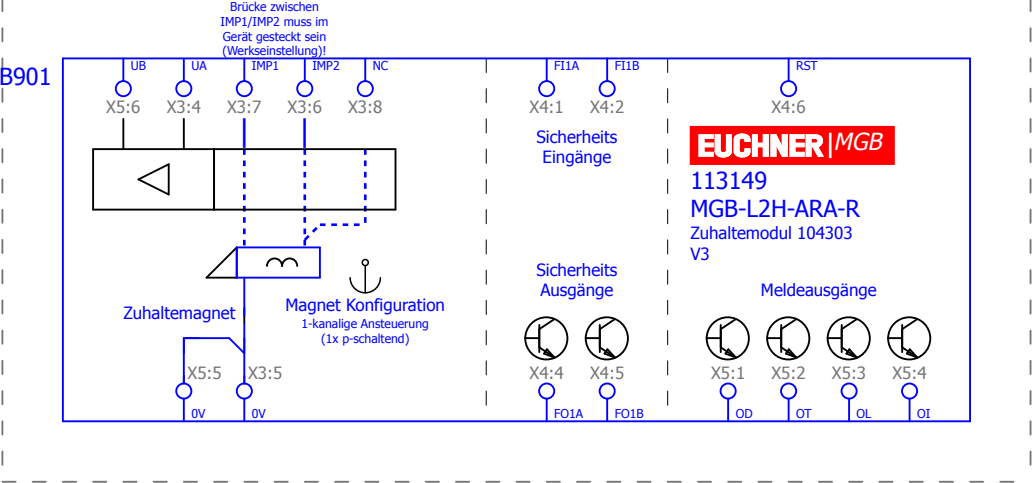 Brücke zwischen
IMP1/IMP2 muss im
Gerät gesteckt sein
(Werkseinstellung)!
B901
UB UA IMP1 IMP2 NC FI1A FI1B RST
X5:6 X3:4 X3:7 X3:6 X3:8 X4:1 X4:2 X4:6
Sicherheits
Eingänge
EUCHNER|MGB
113149
MGB-L2H-ARA-R
Zuhaltemodul 104303
V3
Zuhaltemagnet
Magnet Konfiguration
1-kanalige Ansteuerung
(1x p-schaltend)
Sicherheits
Ausgänge
Meldeausgänge
X5:5 X3:5 X4:4 X4:5 X5:1 X5:2 X5:3 X5:4
0V 0V FO1A FO1B OD OT OL OI